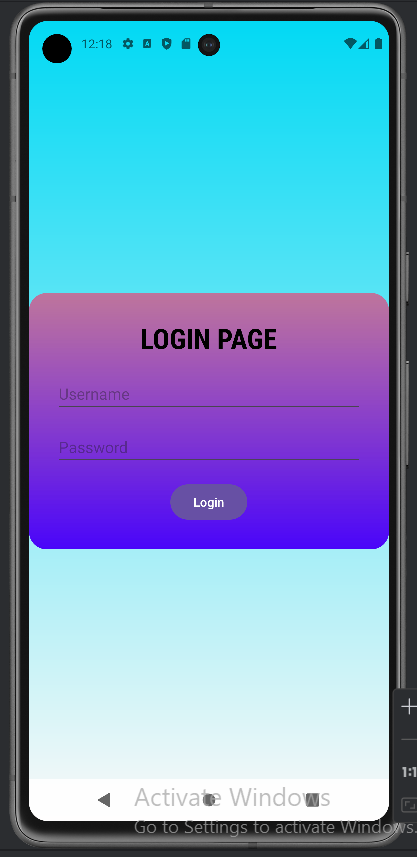 12:18
LOGIN PAGE
Username
Password
Login
Activate Windows
Go to Settings to activate Windows.